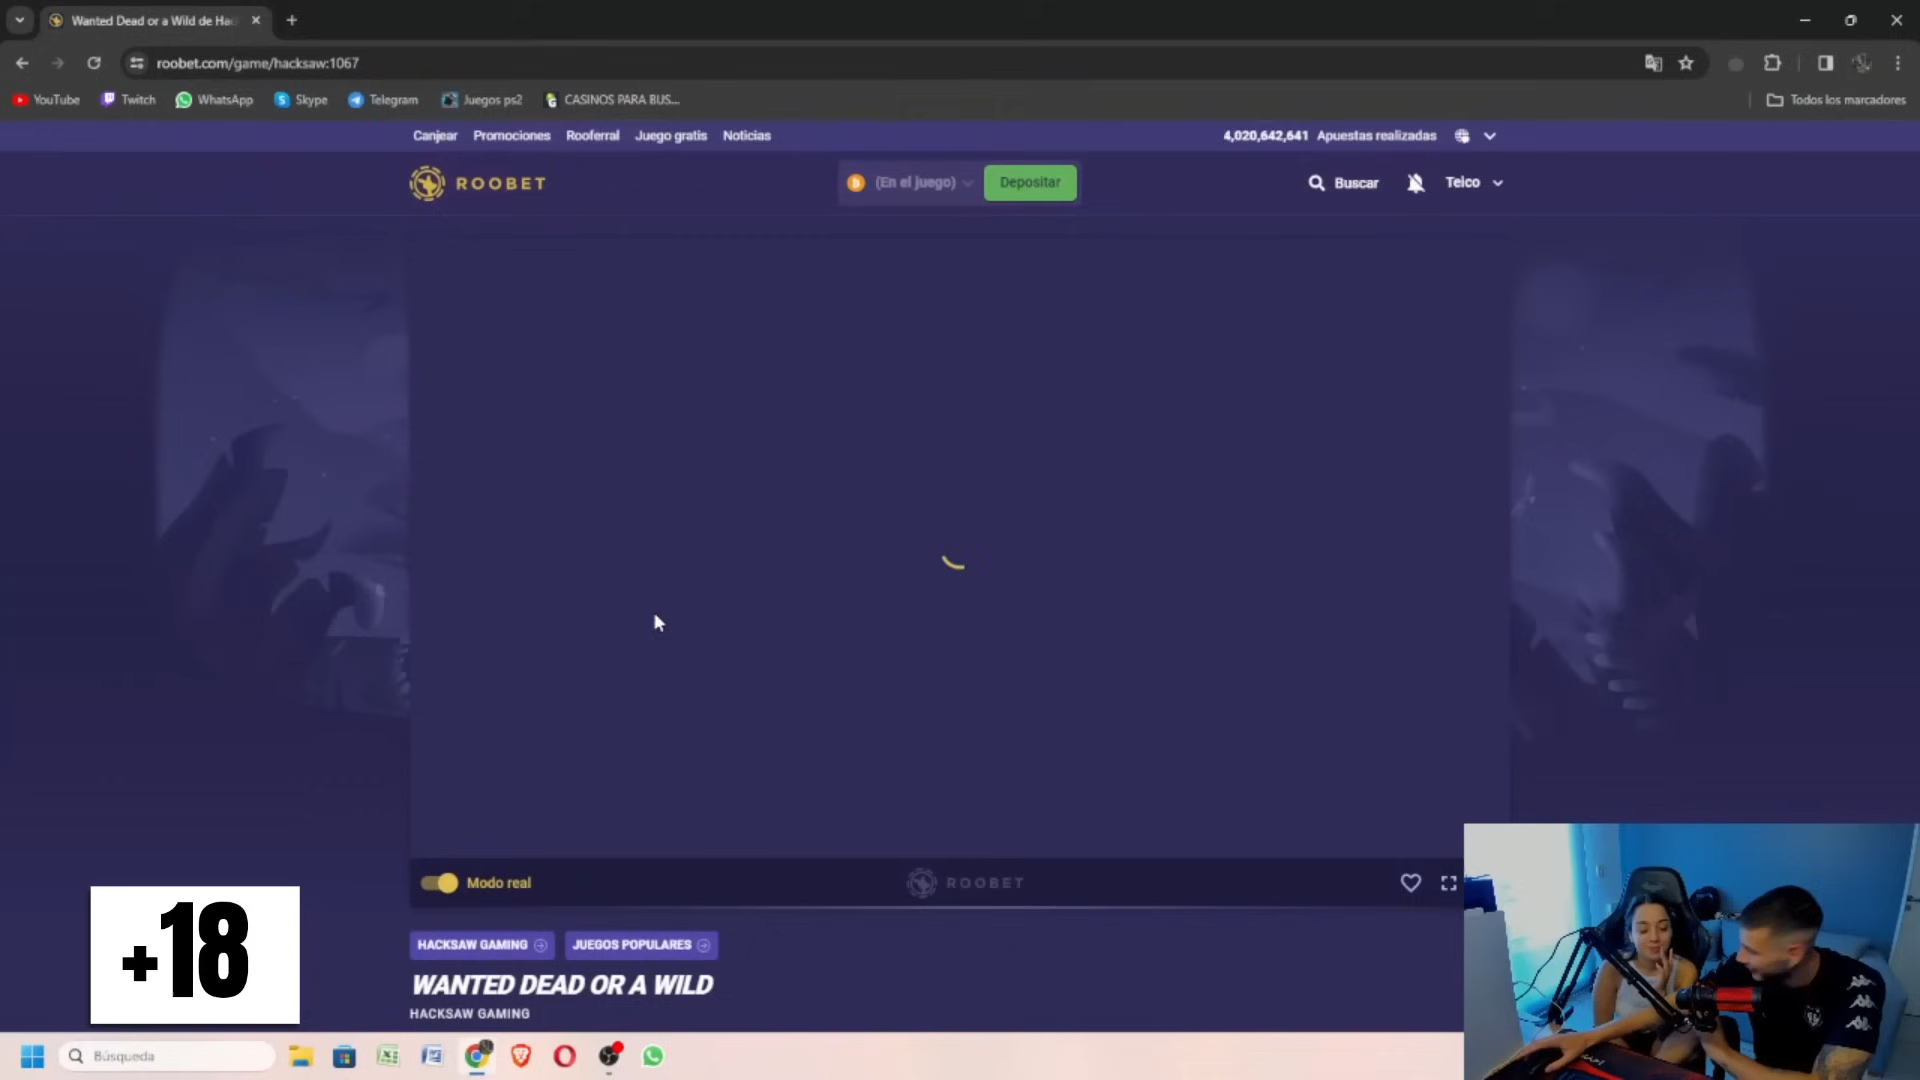 Wanted Dead or a Wild de Ha
roobet.com/game/hacksaw:1067
YouTube
Twitch
WhatsApp
Skype
Telegram
Juegos ps2
CASINOS PARA BUS...
Todos los marcadores
Canjear
Promociones
Rooferral
Juego gratis
Noticias
4,020,642,641 Apuestas realizadas
ROOBET
(En el juego)
Depositar
Buscar
Telco
Modo real
ROOBET
HACKSAW GAMING
JUEGOS POPULARES
WANTED DEAD OR A WILD
HACKSAW GAMING
+18
Búsqueda